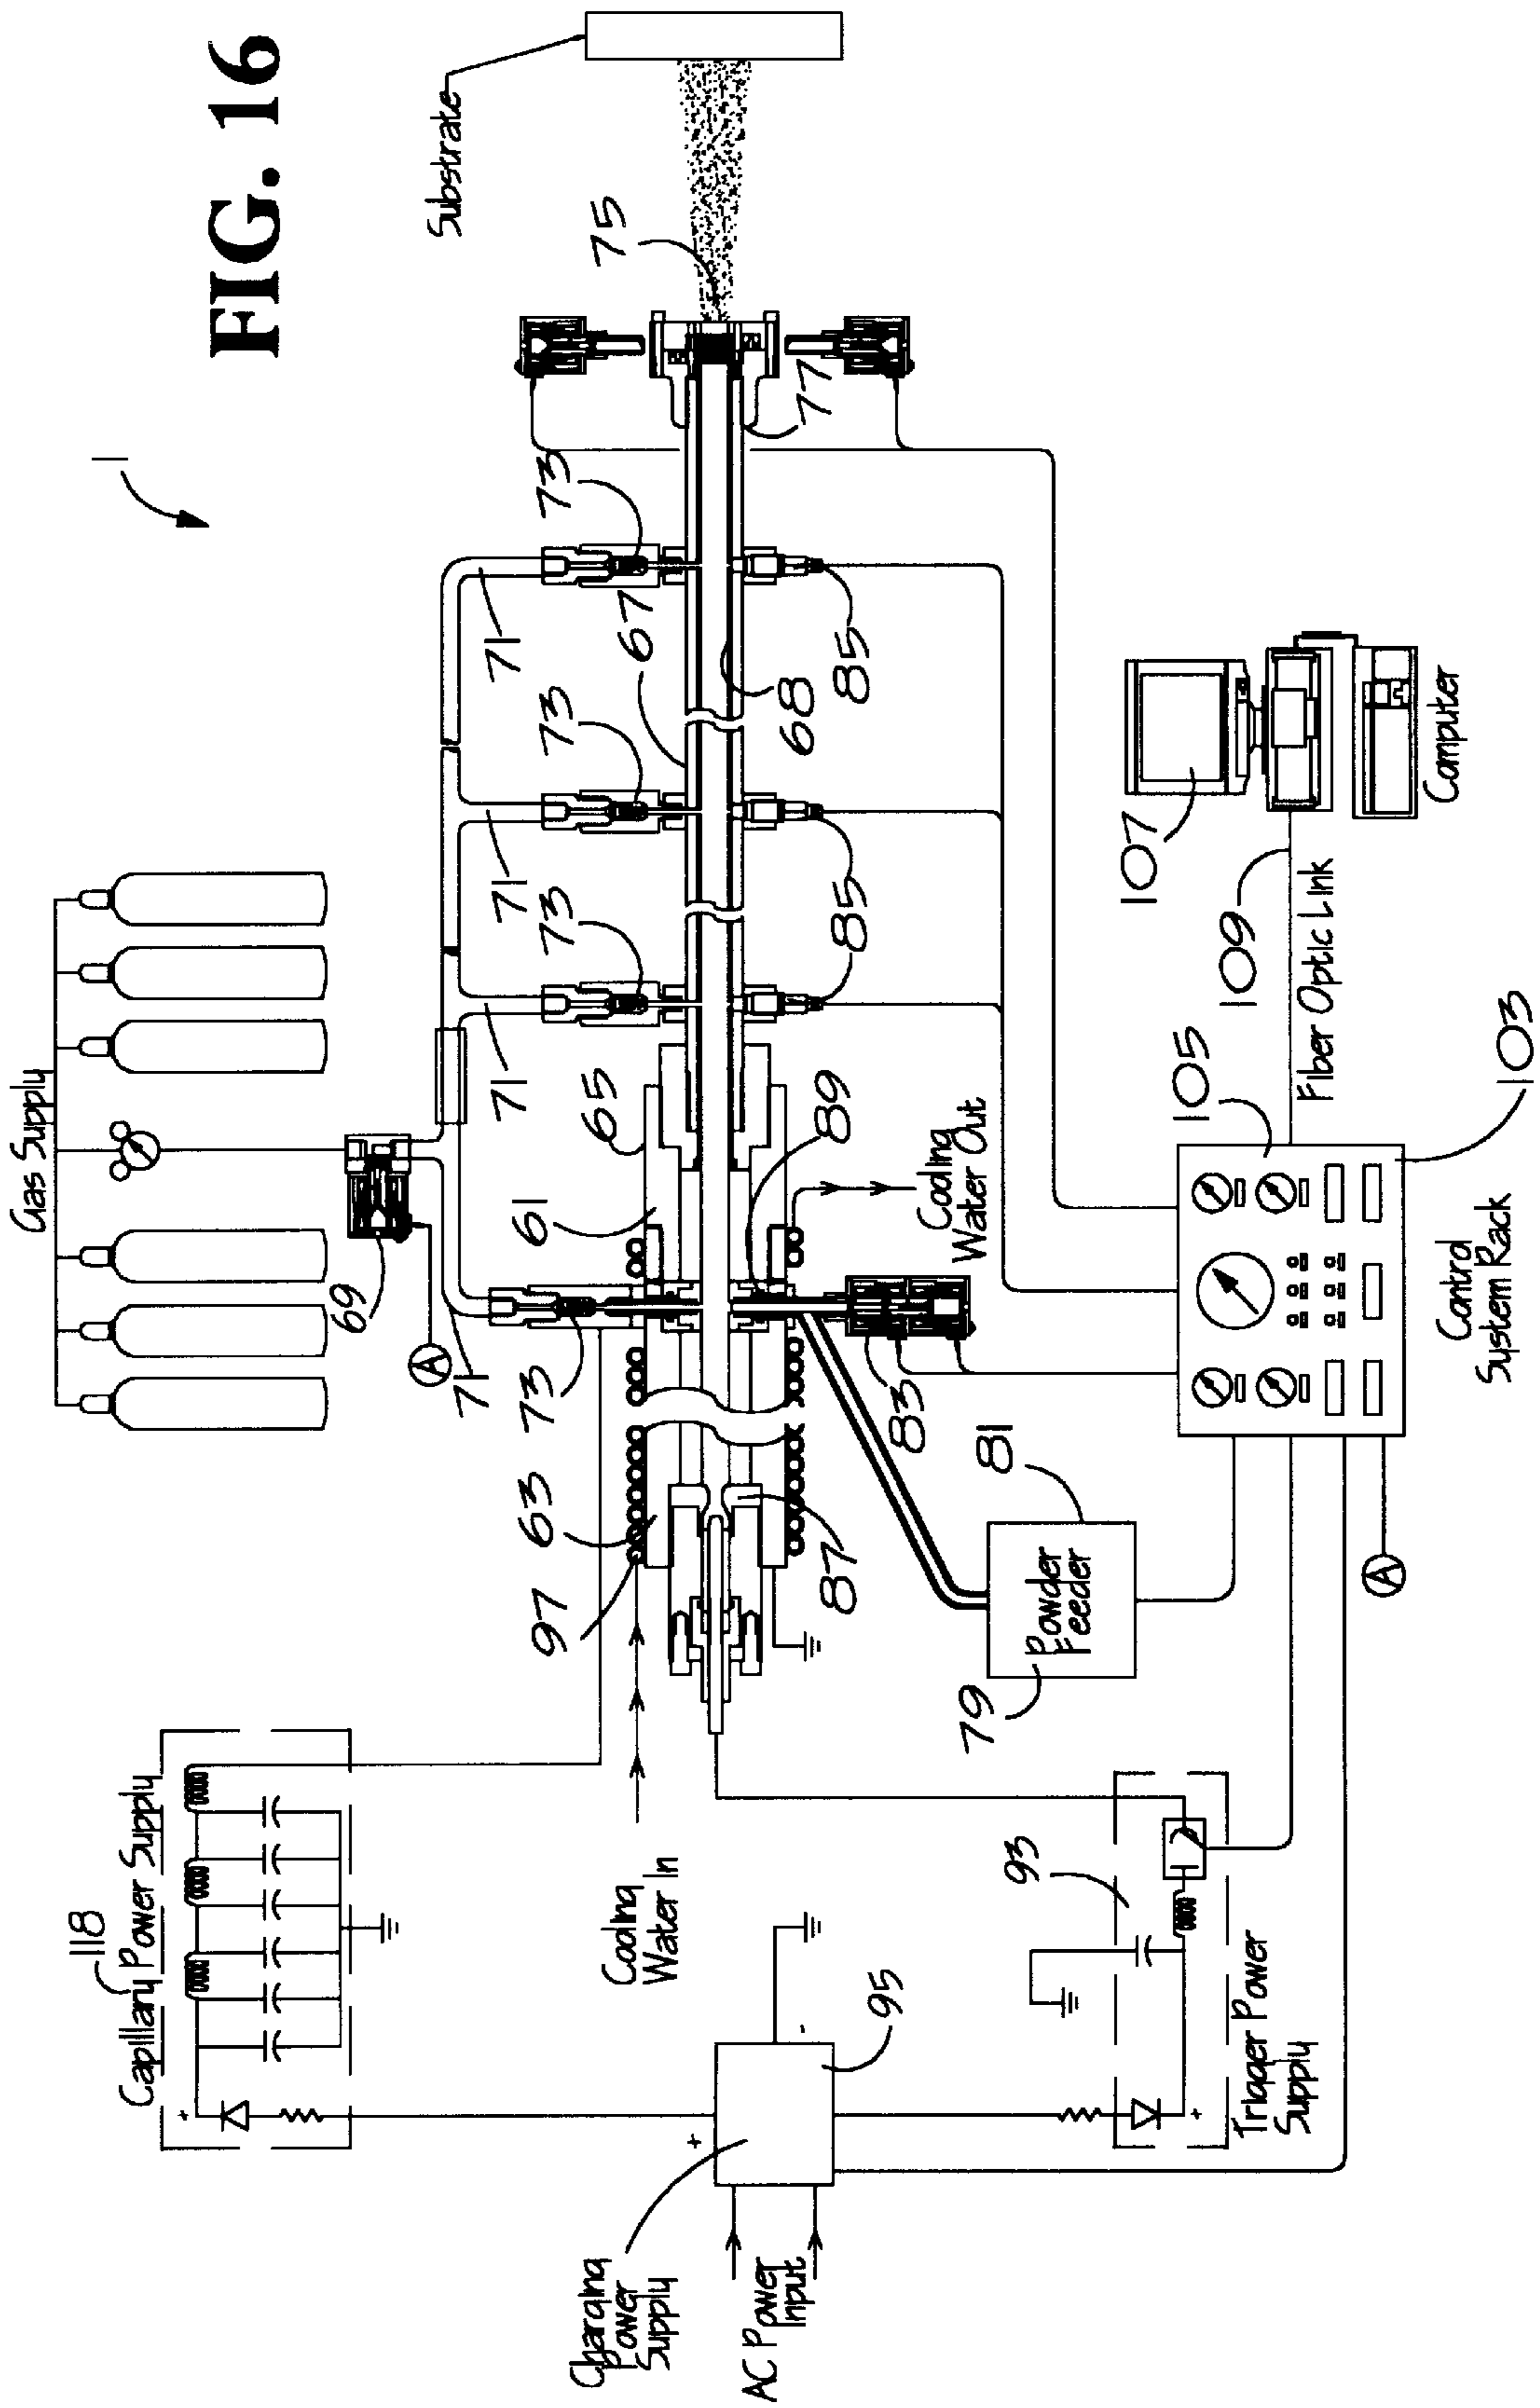 FIG. 16
1
Gas Supply
Substrate
75
118
Capillary Power Supply
69
A
71
71
71
71
73
73
73
73
67
65
61
63
97
Cooling
Water In
77
68
85
85
89
87
83
Cooling
Water Out
81
79
Powder
Feeder
93
95
Charging
Power
Supply
+
-
AC Power
Input
+
+
Trigger Power
Supply
A
Control
System Rack
103
105
Fiber Optic Link
109
107
Computer